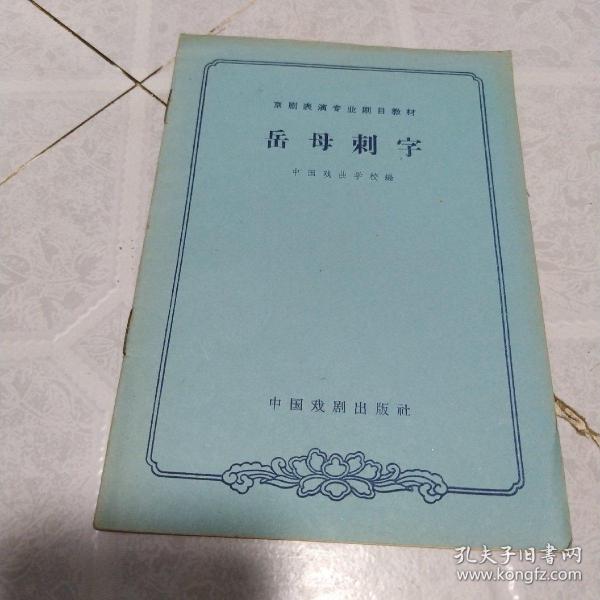 京剧表演专业剧目教材
岳母刺字
中国戏曲学校编
中国戏剧出版社
孔夫子旧书网
www.kongfz.com